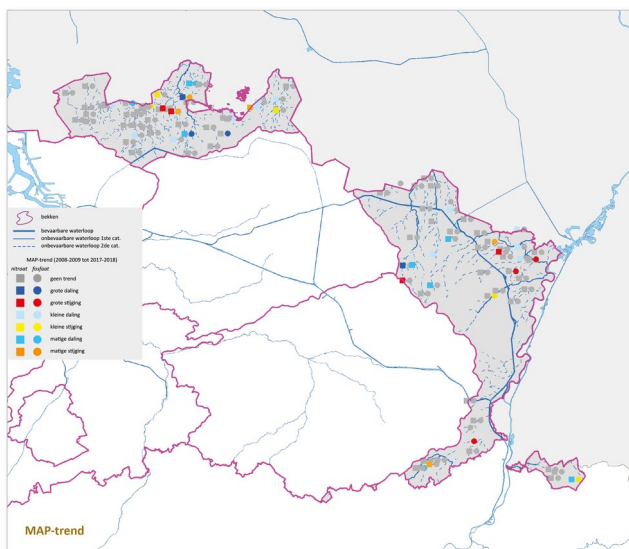 bekken
bevaarbare waterloop
onbevaarbare waterloop 1ste cat.
onbevaarbare waterloop 2de cat.
MAP-trend (2008-2009 tot 2017-2018)
nitraat fosfaat
geen trend
grote daling
grote stijging
kleine daling
kleine stijging
matige daling
matige stijging
MAP-trend